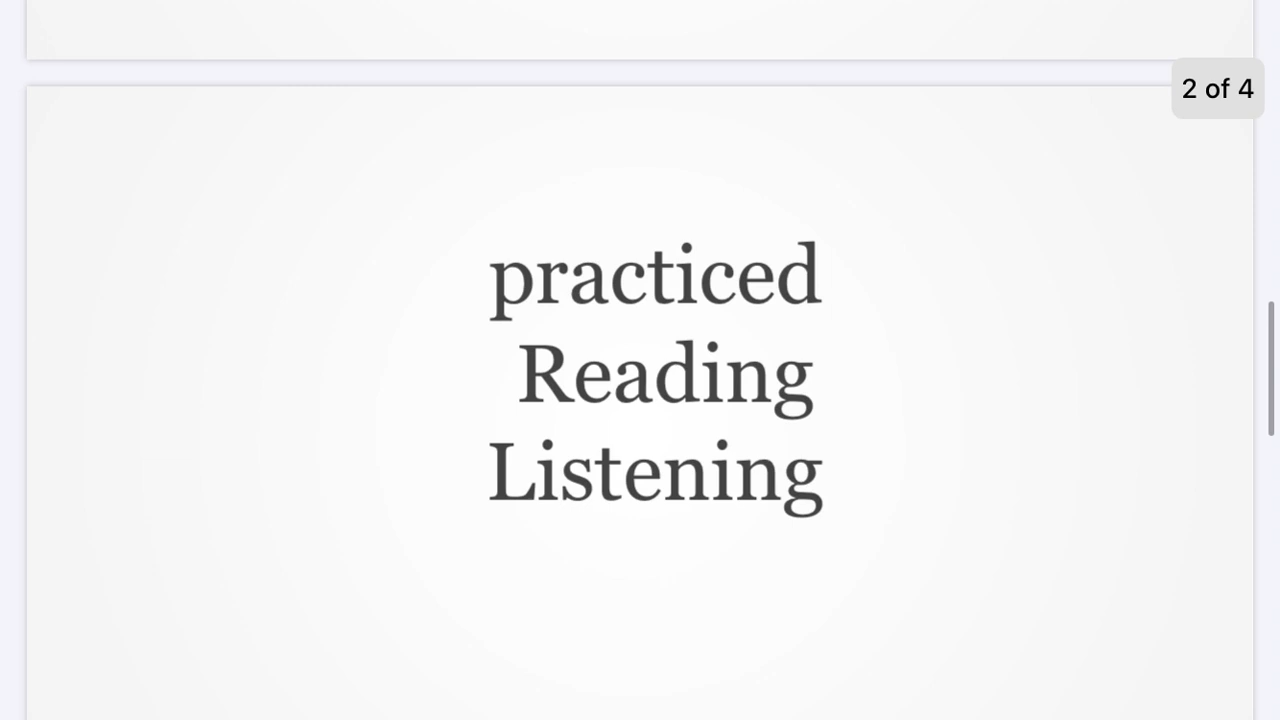 2 of 4
practiced
Reading
Listening